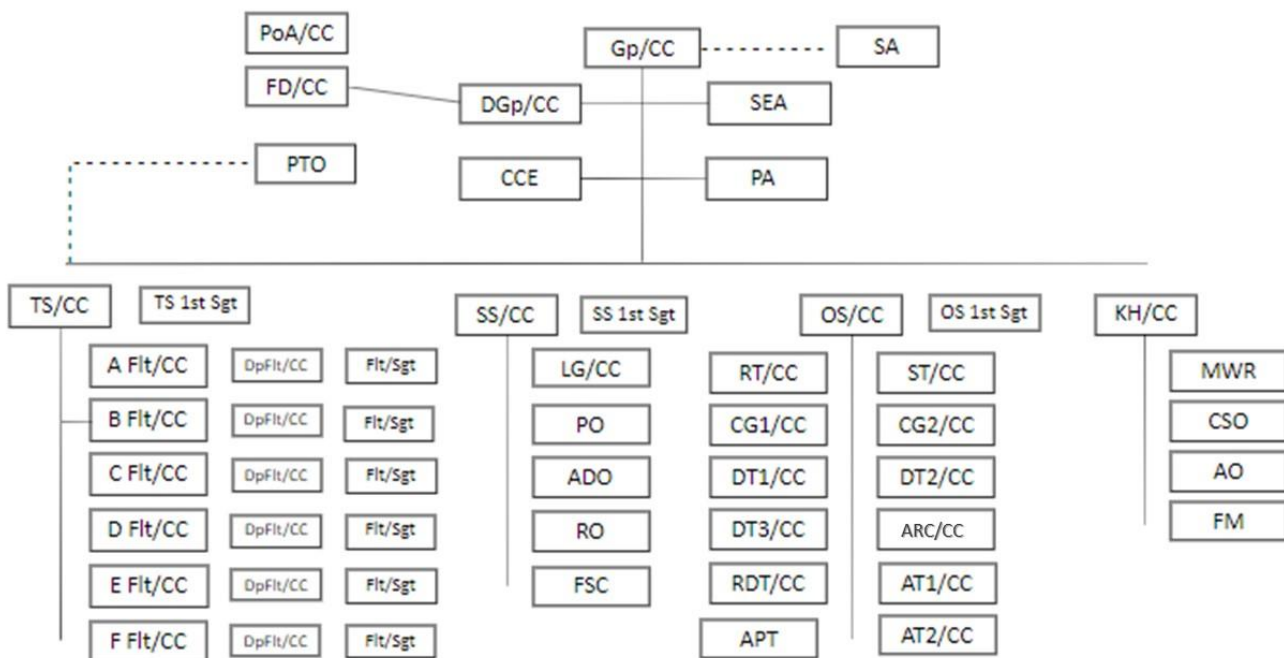 PoA/CC
Gp/CC
SA
FD/CC
DGp/CC
SEA
PTO
CCE
PA
TS/CC
TS 1st Sgt
SS/CC
SS 1st Sgt
OS/CC
OS 1st Sgt
KH/CC
A Flt/CC
DpFlt/CC
Flt/Sgt
B Flt/CC
DpFlt/CC
Flt/Sgt
C Flt/CC
DpFlt/CC
Flt/Sgt
D Flt/CC
DpFlt/CC
Flt/Sgt
E Flt/CC
DpFlt/CC
Flt/Sgt
F Flt/CC
DpFlt/CC
Flt/Sgt
LG/CC
PO
ADO
RO
FSC
RT/CC
ST/CC
CG1/CC
CG2/CC
DT1/CC
DT2/CC
DT3/CC
ARC/CC
RDT/CC
AT1/CC
APT
AT2/CC
MWR
CSO
AO
FM